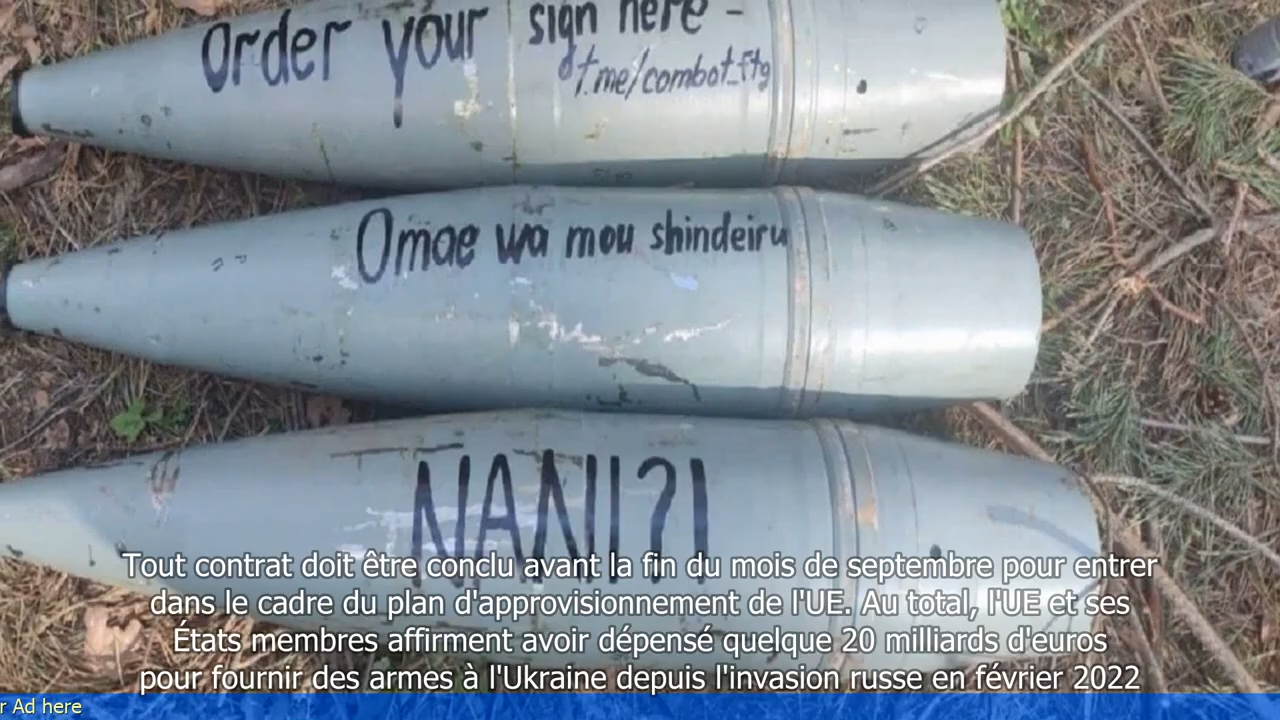 Order your sign here -
t.me/combat_ftg
Omae wa mou shindeiru
NANI?!
Tout contrat doit être conclu avant la fin du mois de septembre pour entrer
dans le cadre du plan d'approvisionnement de l'UE. Au total, l'UE et ses
États membres affirment avoir dépensé quelque 20 milliards d'euros
pour fournir des armes à l'Ukraine depuis l'invasion russe en février 2022
r Ad here